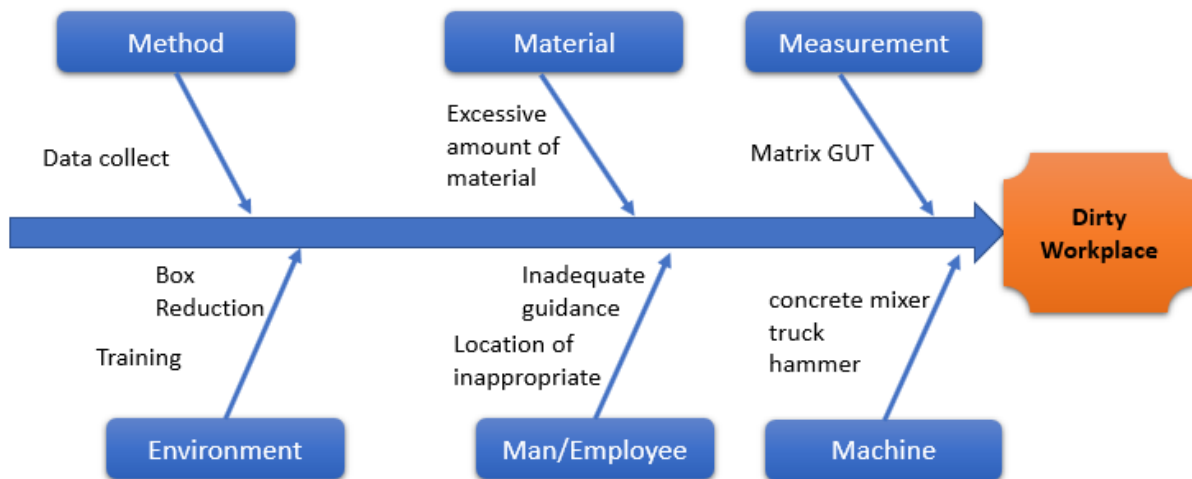 Method
Material
Measurement
Data collect
Excessive
amount of
material
Matrix GUT
Dirty
Workplace
Box
Reduction
Training
Inadequate
guidance
Location of
inappropriate
concrete mixer
truck
hammer
Environment
Man/Employee
Machine